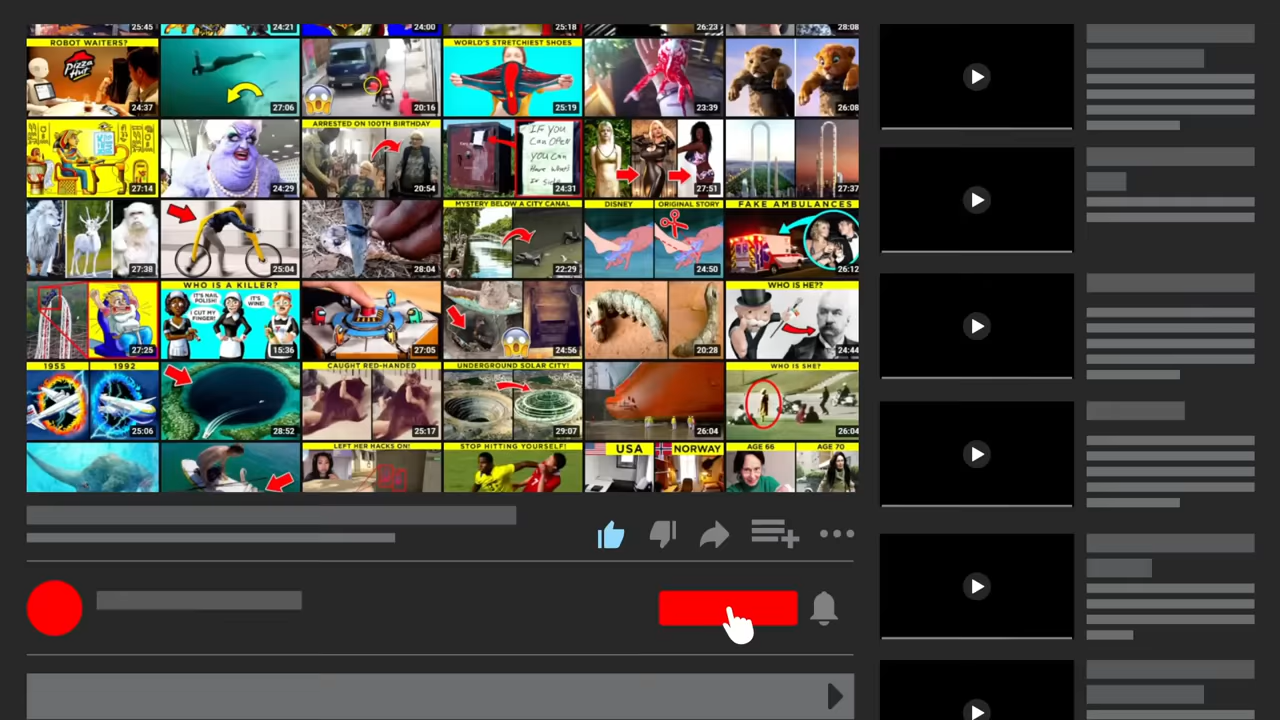 25:45
24:21
24:00
25:18
26:23
28:08
ROBOT WAITERS?
WORLD'S STRETCHIEST SHOES
Pizza Hut
24:37
27:06
20:16
25:19
23:39
26:08
ARRESTED ON 100TH BIRTHDAY
IF YOU
CAN OPEN
YOU CAN
27:14
24:29
20:54
24:31
27:51
27:37
MYSTERY BELOW A CITY CANAL
DISNEY
ORIGINAL STORY
FAKE AMBULANCES
27:38
25:04
28:04
22:29
24:50
26:12
WHO IS A KILLER?
WHO IS HE??
IT'S NAIL
POLISH!
I CUT MY
FINGER!
IT'S
WINE!
27:25
15:36
27:05
24:56
20:28
24:44
1955
1992
CAUGHT RED-HANDED
UNDERGROUND SOLAR CITY!
WHO IS SHE?
25:06
28:52
25:17
29:07
26:04
26:04
LEFT HER HACKS ON!
STOP HITTING YOURSELF!
USA
NORWAY
AGE 66
AGE 70